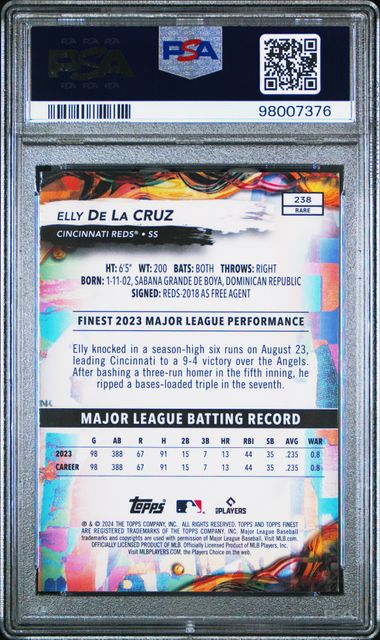 PSA
98007376
238
RARE
ELLY DE LA CRUZ
CINCINNATI REDS® • SS
HT: 6'5" WT: 200 BATS: BOTH THROWS: RIGHT
BORN: 1-11-02, SABANA GRANDE DE BOYA, DOMINICAN REPUBLIC
SIGNED: REDS-2018 AS FREE AGENT
FINEST 2023 MAJOR LEAGUE PERFORMANCE
Elly knocked in a season-high six runs on August 23,
leading Cincinnati to a 9-4 victory over the Angels.
After bashing a three-run homer in the fifth inning, he
ripped a bases-loaded triple in the seventh.
MAJOR LEAGUE BATTING RECORD
G AB R H 2B 3B HR RBI SB AVG WAR
2023 98 388 67 91 15 7 13 44 35 .235 0.8
CAREER 98 388 67 91 15 7 13 44 35 .235 0.8
Topps PLAYERS
® & © 2024 THE TOPPS COMPANY, INC. ALL RIGHTS RESERVED. TOPPS AND TOPPS FINEST
ARE REGISTERED TRADEMARKS OF THE TOPPS COMPANY, INC. Major League Baseball
trademarks and copyrights are used with permission of Major League Baseball. Visit MLB.com.
OFFICIALLY LICENSED PRODUCT OF MLB Players, Inc.
Visit MLBPLAYERS.com, the Players Choice on the web.